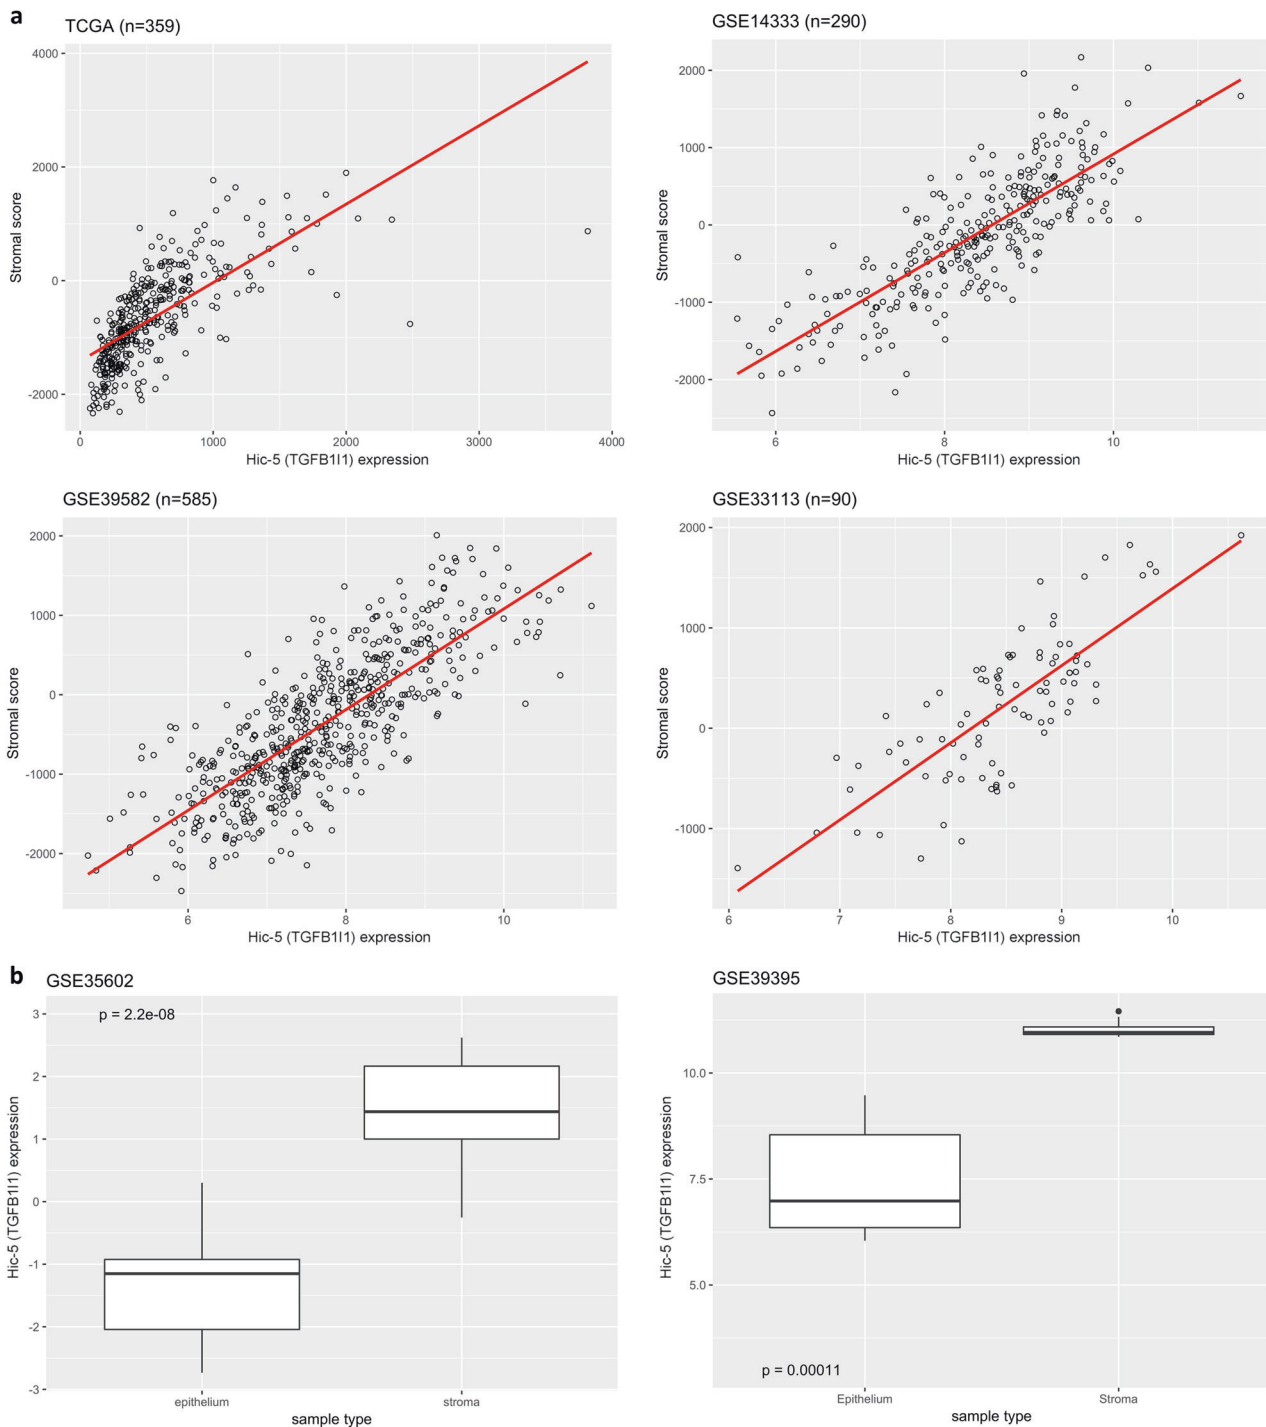 a
TCGA (n=359)
4000
2000
0
-2000
Stromal score
0 1000 2000 3000 4000
Hic-5 (TGFB1I1) expression
GSE14333 (n=290)
2000
1000
0
-1000
-2000
Stromal score
6 8 10
Hic-5 (TGFB1I1) expression
GSE39582 (n=585)
2000
1000
0
-1000
-2000
Stromal score
6 8 10
Hic-5 (TGFB1I1) expression
GSE33113 (n=90)
2000
1000
0
-1000
Stromal score
6 7 8 9 10
Hic-5 (TGFB1I1) expression
b
GSE35602
p = 2.2e-08
3
2
1
0
-1
-2
-3
Hic-5 (TGFB1I1) expression
epithelium stroma
sample type
GSE39395
10.0
7.5
5.0
Hic-5 (TGFB1I1) expression
p = 0.00011
Epithelium Stroma
sample type